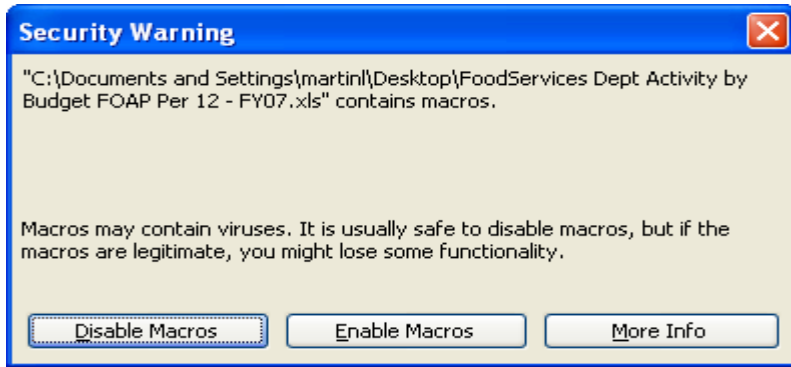 Security Warning
"C:\Documents and Settings\martinl\Desktop\FoodServices Dept Activity by
Budget FOAP Per 12 - FY07.xls" contains macros.
Macros may contain viruses. It is usually safe to disable macros, but if the
macros are legitimate, you might lose some functionality.
Disable Macros Enable Macros More Info